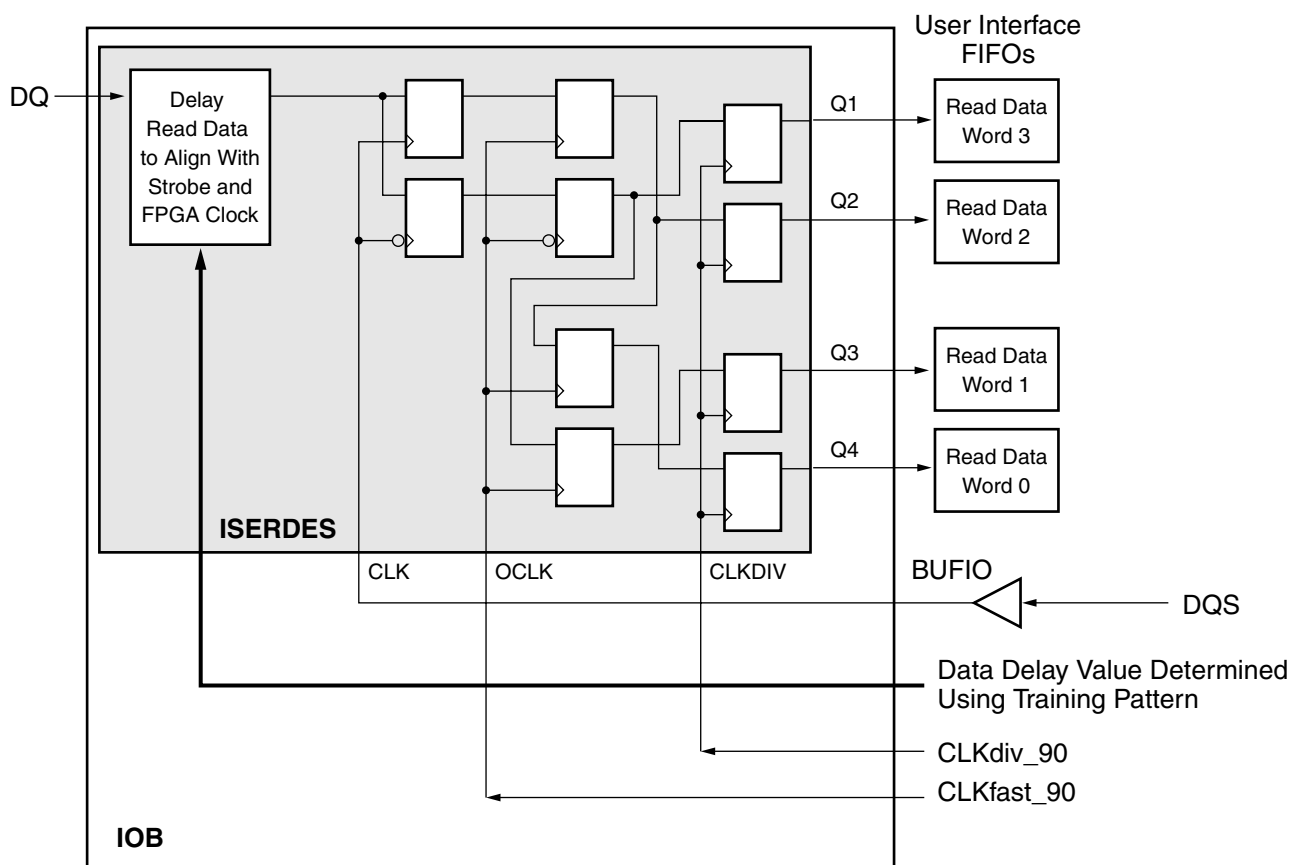 User Interface
FIFOs
DQ
Delay
Read Data
to Align With
Strobe and
FPGA Clock
Q1
Read Data
Word 3
Q2
Read Data
Word 2
Q3
Read Data
Word 1
Q4
Read Data
Word 0
ISERDES
CLK
OCLK
CLKDIV
BUFIO
DQS
Data Delay Value Determined
Using Training Pattern
CLKdiv_90
CLKfast_90
IOB